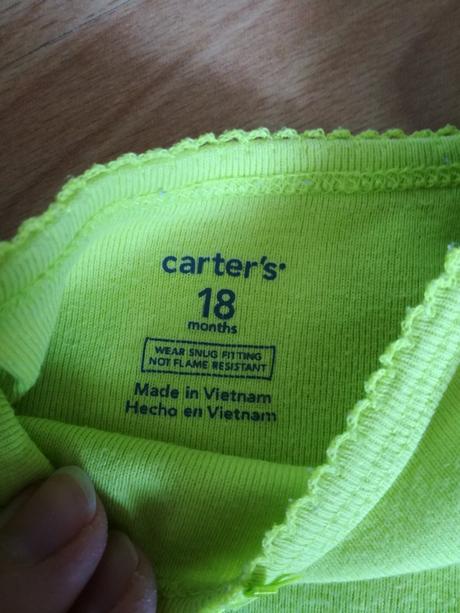 carter's
18
months
WEAR SNUG FITTING
NOT FLAME RESISTANT
Made in Vietnam
Hecho en Vietnam